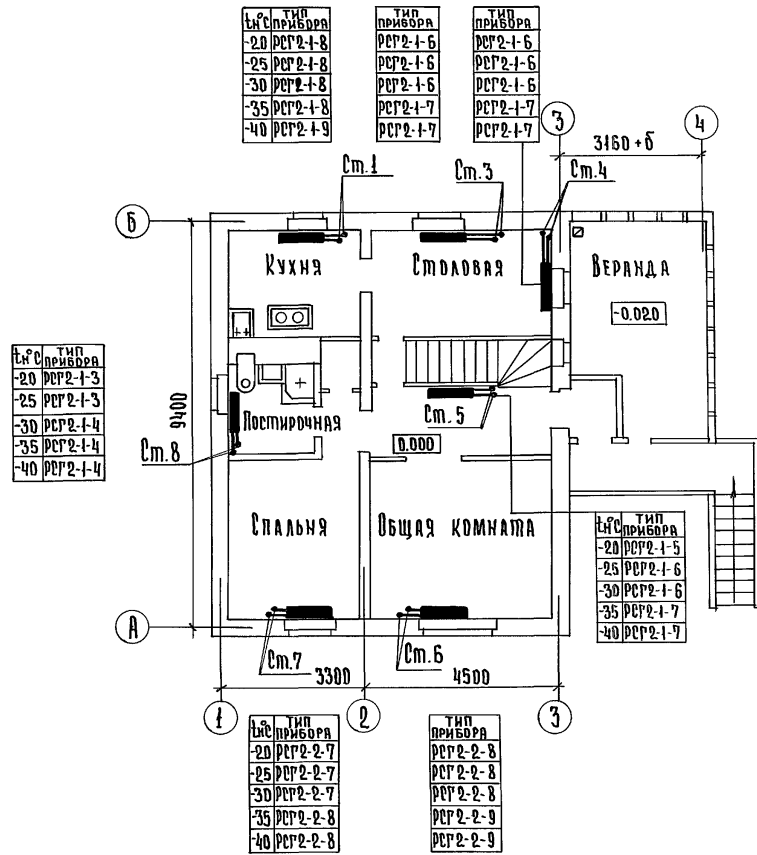 tн°С ТИП ПРИБОРА
-20 РСГ2-1-8
-25 РСГ2-1-8
-30 РСГ2-1-8
-35 РСГ2-1-8
-40 РСГ2-1-9
ТИП ПРИБОРА
РСГ2-1-6
РСГ2-1-6
РСГ2-1-6
РСГ2-1-7
РСГ2-1-7
ТИП ПРИБОРА
РСГ2-1-6
РСГ2-1-6
РСГ2-1-6
РСГ2-1-7
РСГ2-1-7
3
4
3160+б
Ст.1
Ст.3
Ст.4
Б
Кухня
Столовая
Веранда
-0.020
tн°С ТИП ПРИБОРА
-20 РСГ2-1-3
-25 РСГ2-1-3
-30 РСГ2-1-4
-35 РСГ2-1-4
-40 РСГ2-1-4
9400
Постирочная
Ст.5
Ст.8
0.000
Спальня
Общая комната
tн°С ТИП ПРИБОРА
-20 РСГ2-1-5
-25 РСГ2-1-6
-30 РСГ2-1-6
-35 РСГ2-1-7
-40 РСГ2-1-7
А
Ст.7
Ст.6
3300
4500
1
2
3
tн°С ТИП ПРИБОРА
-20 РСГ2-2-7
-25 РСГ2-2-7
-30 РСГ2-2-7
-35 РСГ2-2-8
-40 РСГ2-2-8
ТИП ПРИБОРА
РСГ2-2-8
РСГ2-2-8
РСГ2-2-8
РСГ2-2-9
РСГ2-2-9